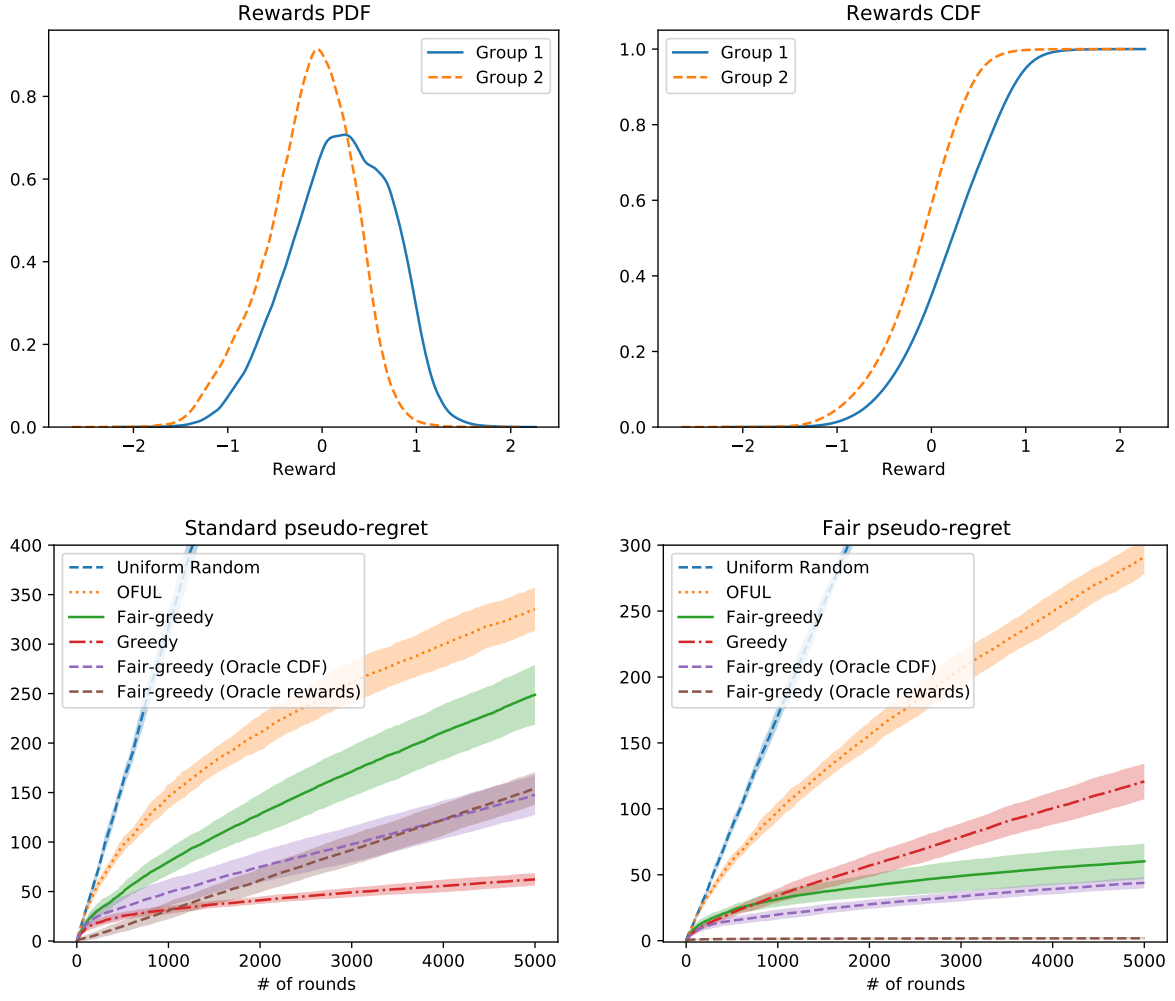 Rewards PDF
Group 1
Group 2
0.8
0.6
0.4
0.2
0.0
−2
−1
0
1
2
Reward
Rewards CDF
Group 1
Group 2
1.0
0.8
0.6
0.4
0.2
0.0
−2
−1
0
1
2
Reward
Standard pseudo-regret
Uniform Random
OFUL
Fair-greedy
Greedy
Fair-greedy (Oracle CDF)
Fair-greedy (Oracle rewards)
400
350
300
250
200
150
100
50
0
0
1000
2000
3000
4000
5000
# of rounds
Fair pseudo-regret
Uniform Random
OFUL
Fair-greedy
Greedy
Fair-greedy (Oracle CDF)
Fair-greedy (Oracle rewards)
300
250
200
150
100
50
0
0
1000
2000
3000
4000
5000
# of rounds